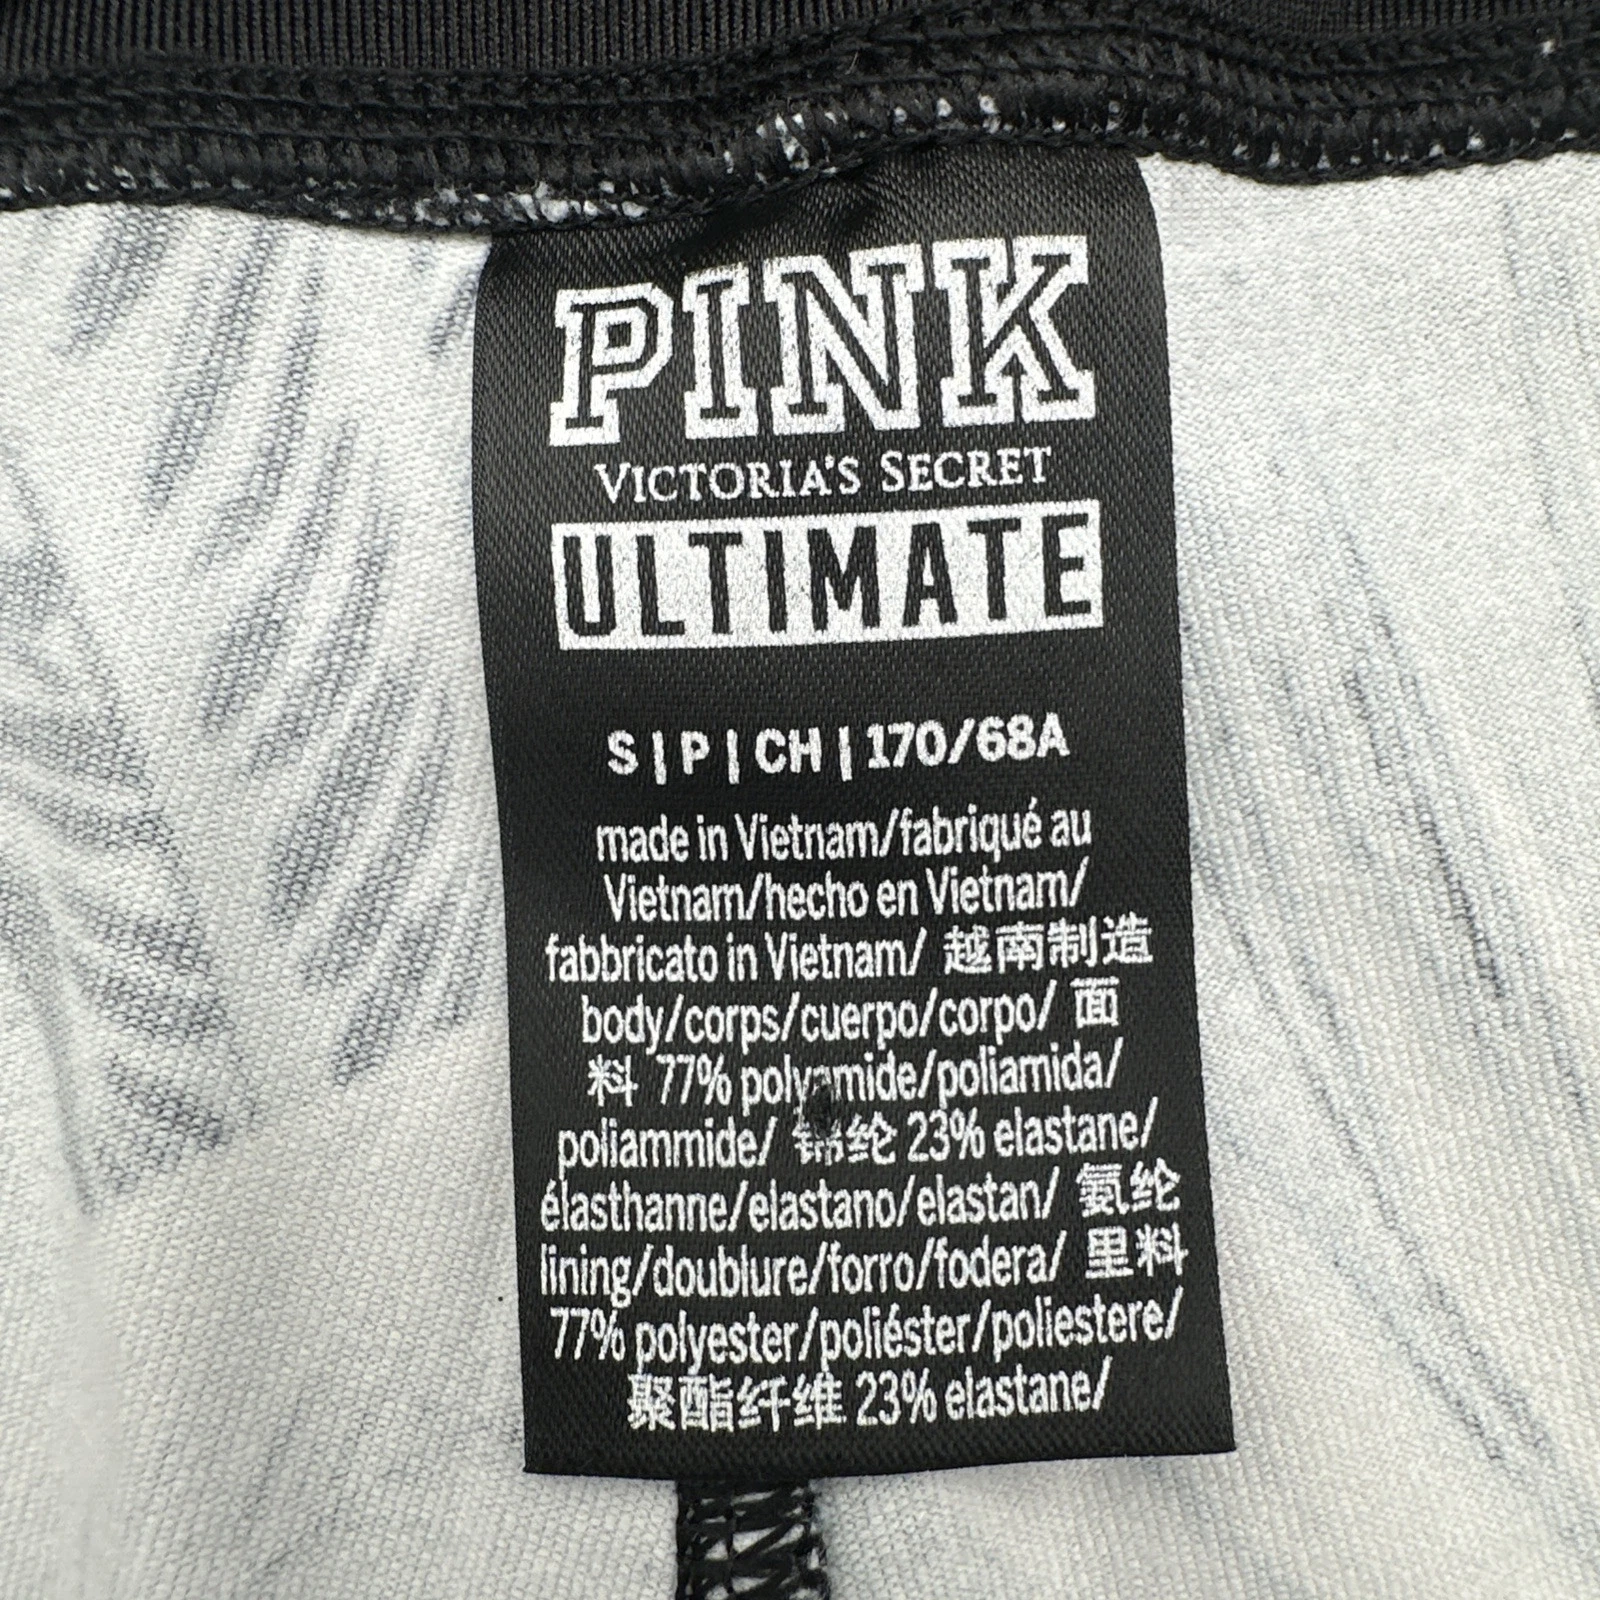 PINK
VICTORIA'S SECRET
ULTIMATE
S | P | CH | 170/68A
made in Vietnam/fabriqué au
Vietnam/hecho en Vietnam/
fabbricato in Vietnam/ 越南制造
body/corps/cuerpo/corpo/ 面
料 77% polyamide/poliamida/
poliammide/ 锦纶 23% elastane/
élasthanne/elastano/elastan/ 氨纶
lining/doublure/forro/fodera/ 里料
77% polyester/poliéster/poliestere/
聚酯纤维 23% elastane/